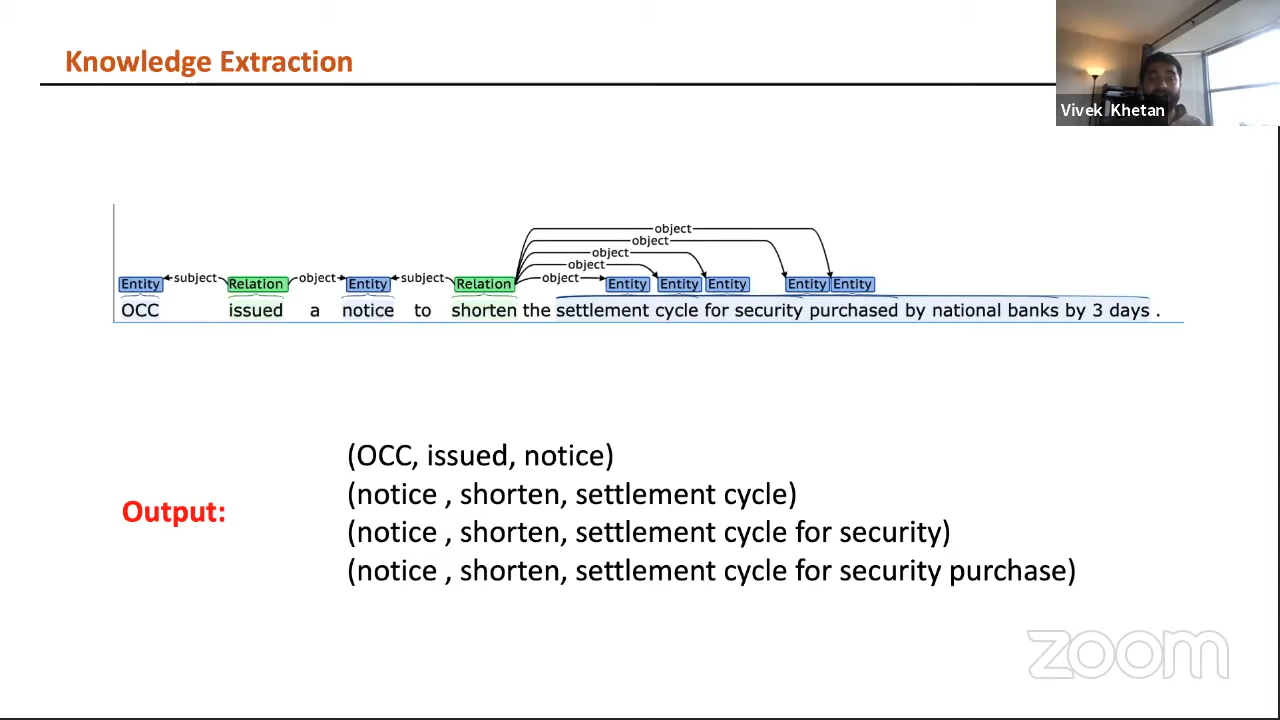 Knowledge Extraction
Vivek Khetan
object
object
object
object
Entity subject Relation object Entity subject Relation object Entity Entity Entity Entity Entity
OCC issued a notice to shorten the settlement cycle for security purchased by national banks by 3 days .
(OCC, issued, notice)
(notice , shorten, settlement cycle)
Output:
(notice , shorten, settlement cycle for security)
(notice , shorten, settlement cycle for security purchase)
zoom